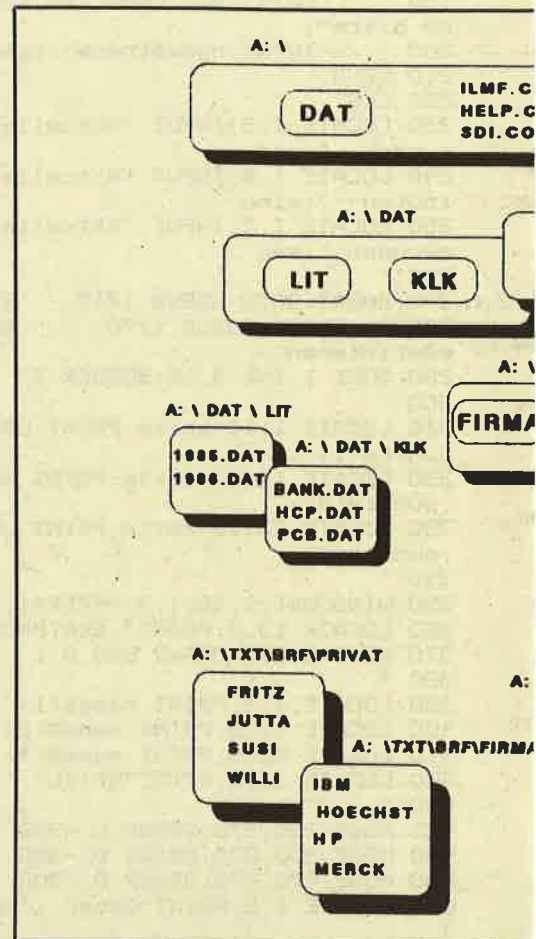 A: \
DAT
ILMF.C
HELP.C
SDI.CO
A: \ DAT
LIT KLK
A: \
FIRMA
A: \ DAT \ LIT
1985.DAT
1986.DAT
A: \ DAT \ KLK
BANK.DAT
HCP.DAT
PCB.DAT
A: \TXT\BRF\PRIVAT
FRITZ
JUTTA
SUSI
WILLI
A:
A: \TXT\BRF\FIRMA
IBM
HOECHST
HP
MERCK